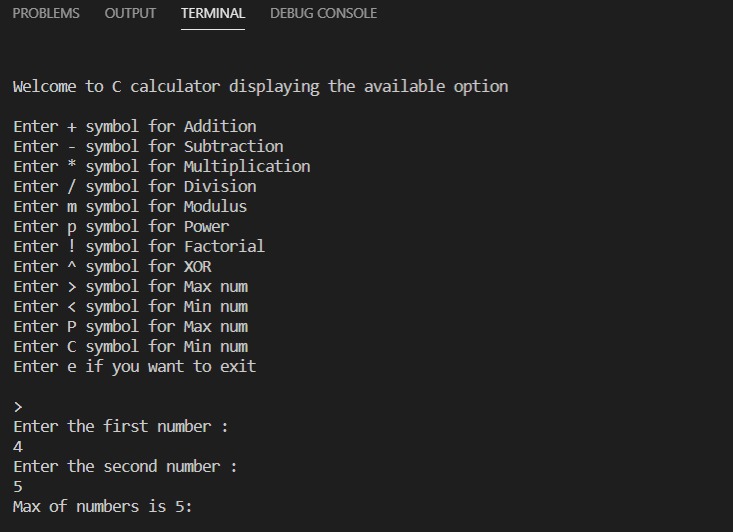 PROBLEMS OUTPUT TERMINAL DEBUG CONSOLE
Welcome to C calculator displaying the available option
Enter + symbol for Addition
Enter - symbol for Subtraction
Enter * symbol for Multiplication
Enter / symbol for Division
Enter m symbol for Modulus
Enter p symbol for Power
Enter ! symbol for Factorial
Enter ^ symbol for XOR
Enter > symbol for Max num
Enter < symbol for Min num
Enter P symbol for Max num
Enter C symbol for Min num
Enter e if you want to exit
>
Enter the first number :
4
Enter the second number :
5
Max of numbers is 5: